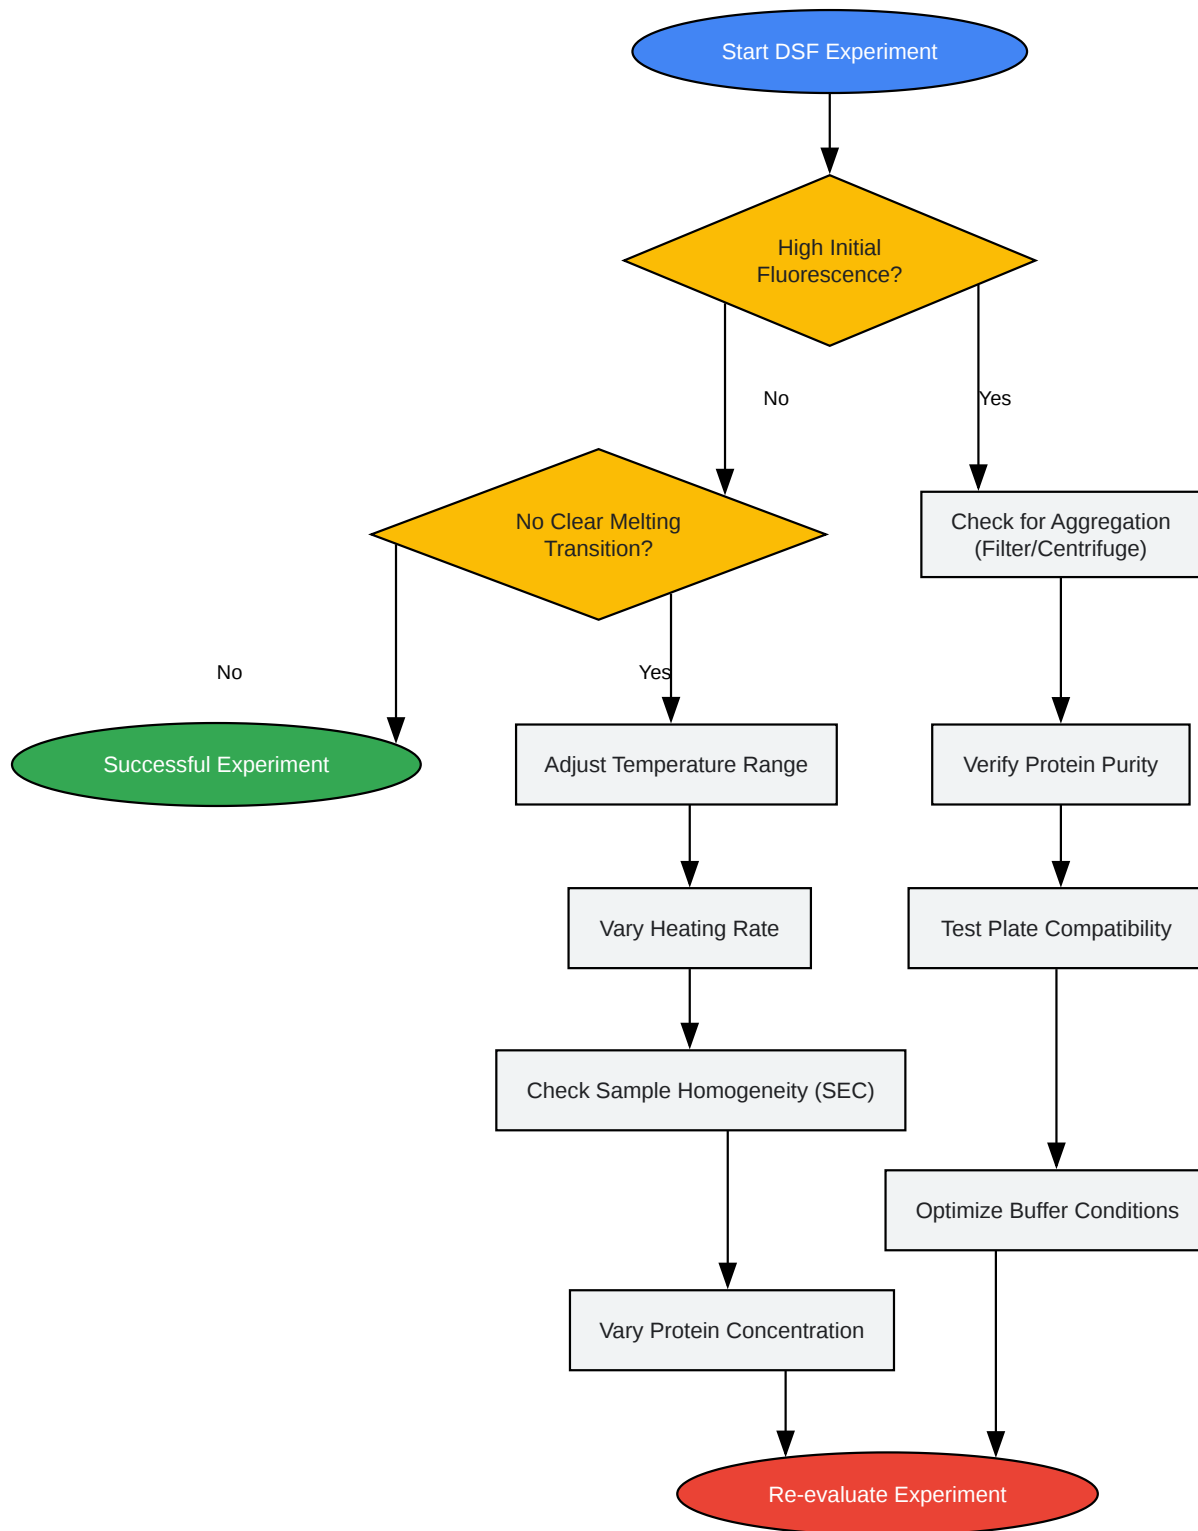 Start DSF Experiment
High Initial
Fluorescence?
No
Yes
No Clear Melting
Transition?
Check for Aggregation
(Filter/Centrifuge)
No
Yes
Successful Experiment
Adjust Temperature Range
Verify Protein Purity
Vary Heating Rate
Test Plate Compatibility
Check Sample Homogeneity (SEC)
Optimize Buffer Conditions
Vary Protein Concentration
Re-evaluate Experiment